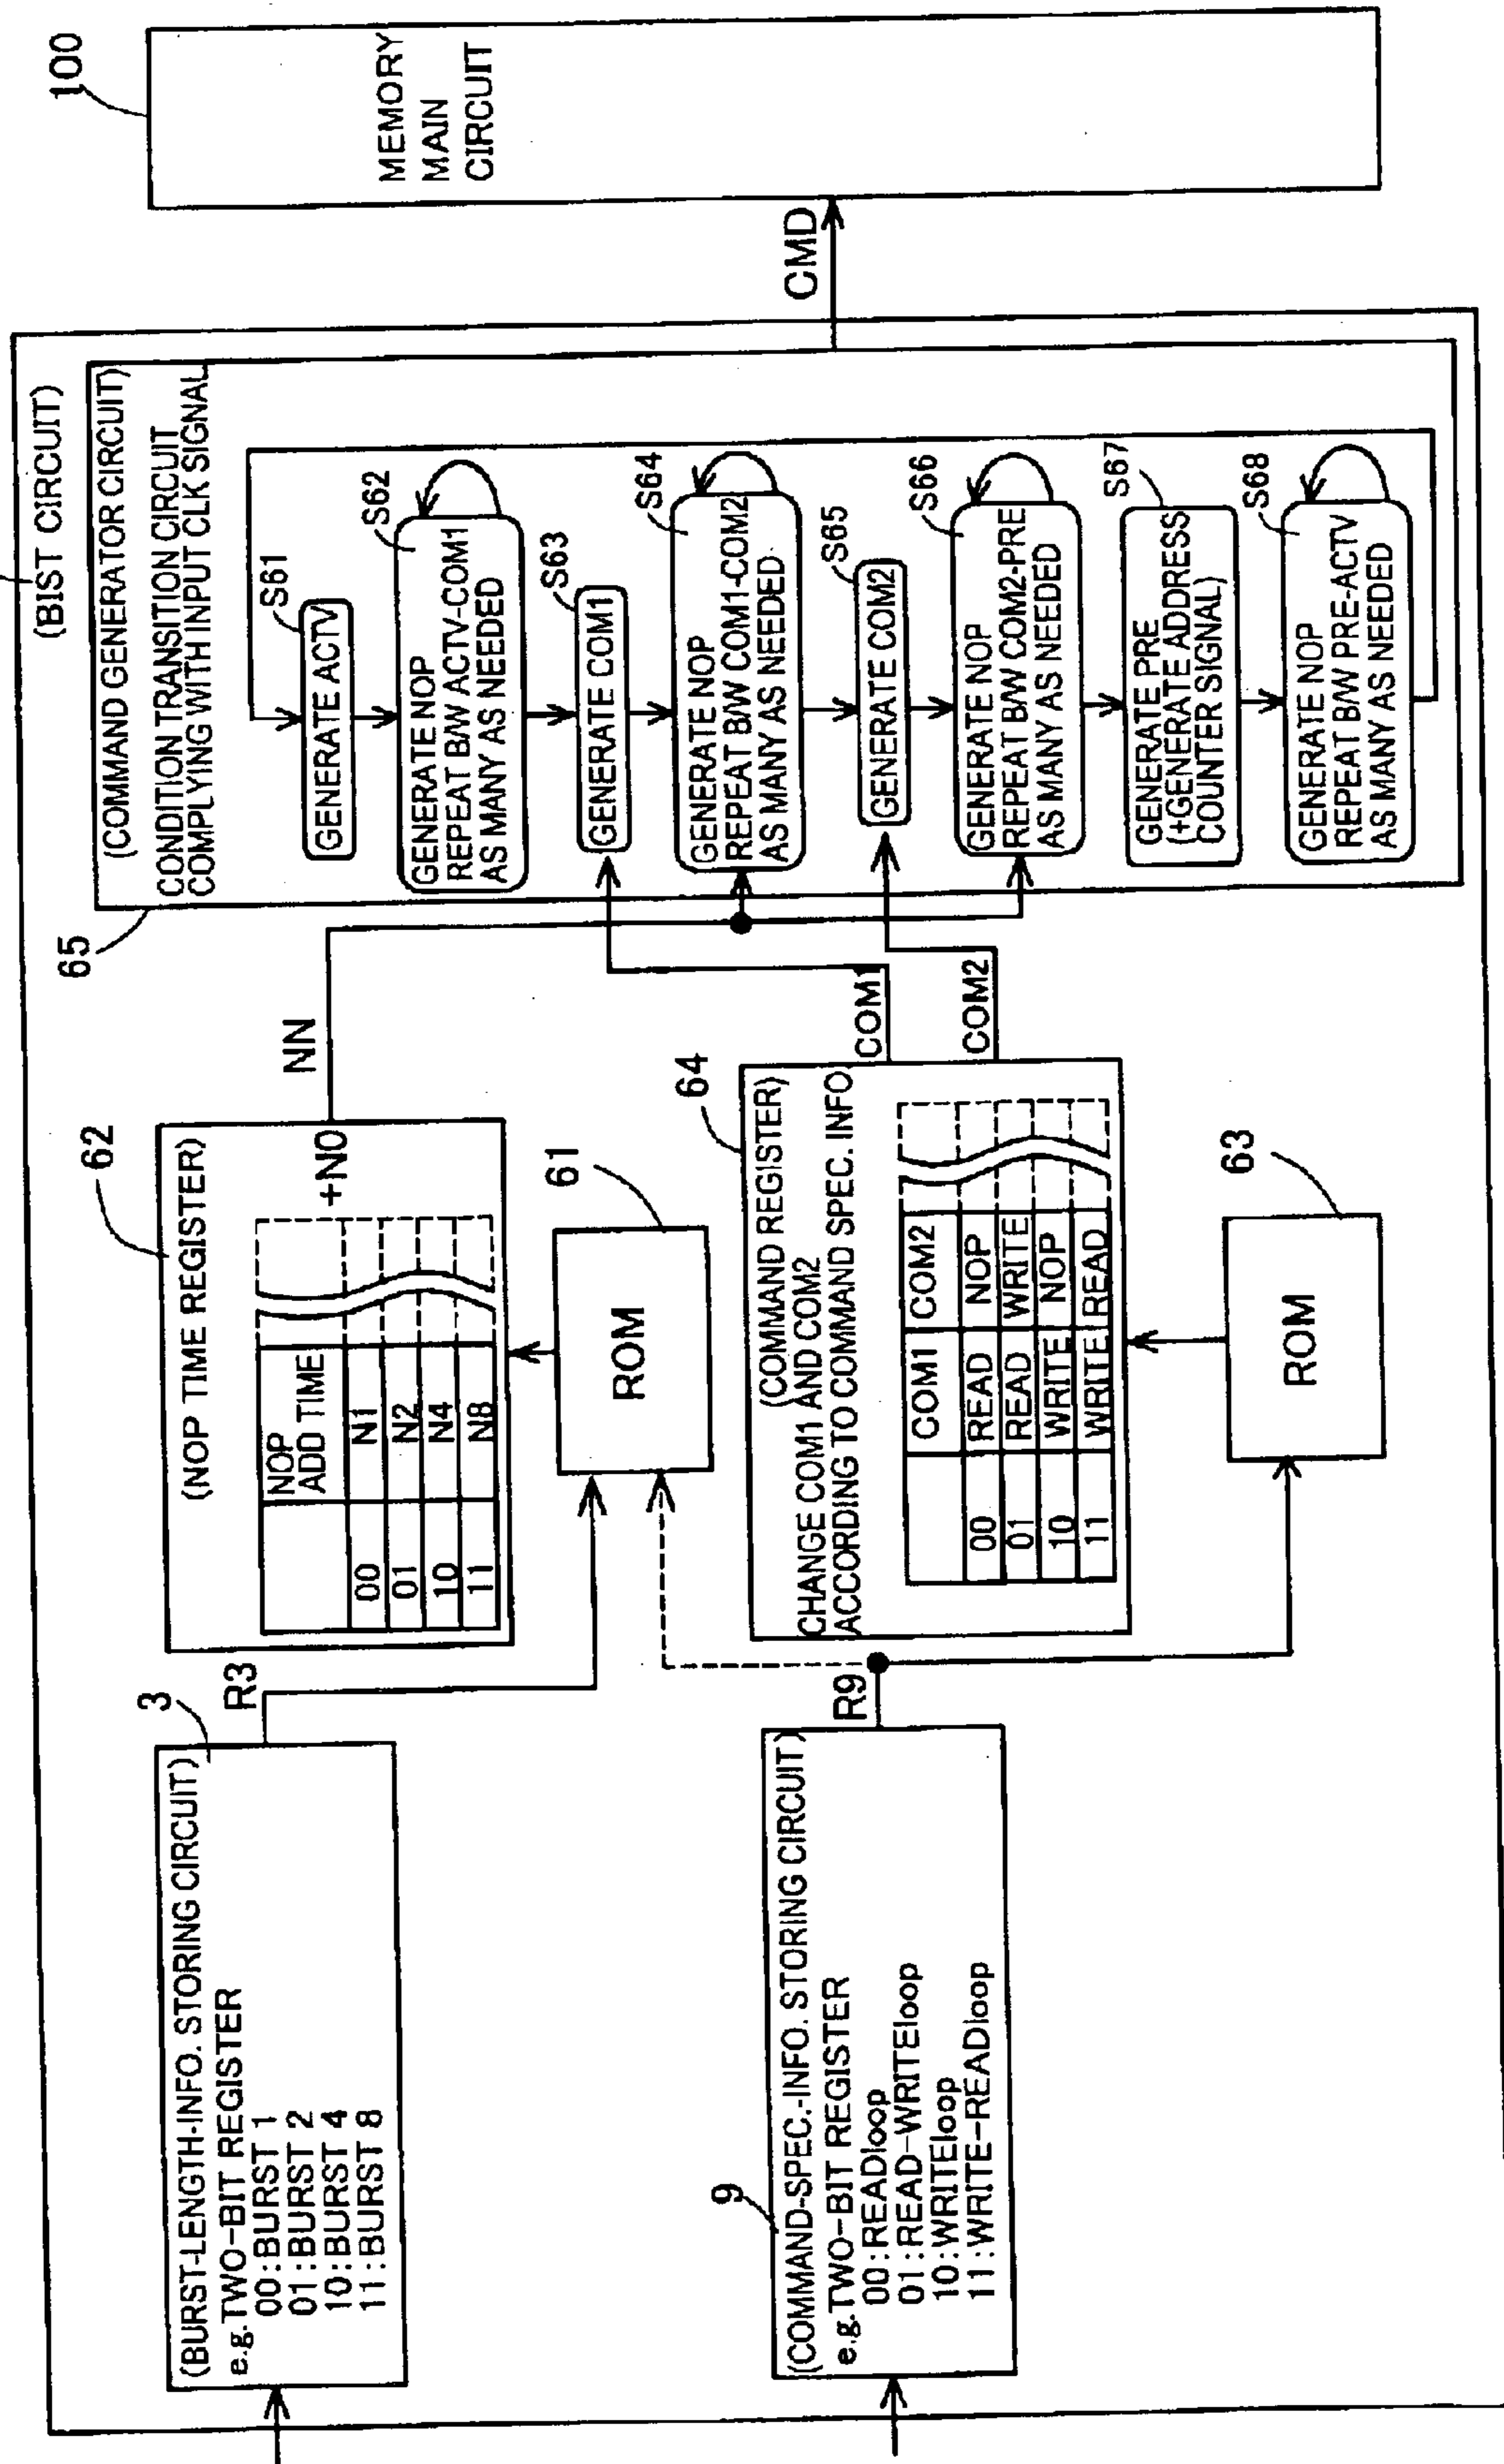 (BIST CIRCUIT)
3
(BURST-LENGTH-INFO. STORING CIRCUIT)
e.g.TWO-BIT REGISTER
00:BURST 1
01:BURST 2
10:BURST 4
11:BURST 8
R3
9
(COMMAND-SPEC.-INFO. STORING CIRCUIT)
e.g.TWO-BIT REGISTER
00:READloop
01:READ-WRITEloop
10:WRITEloop
11:WRITE-READloop
R9
62
(NOP TIME REGISTER)
NOP
ADD TIME
00 N1
01 N2
10 N4
11 N8
+N0
NN
61
ROM
64
(COMMAND REGISTER)
CHANGE COM1 AND COM2
ACCORDING TO COMMAND SPEC. INFO
COM1 COM2
00 READ NOP
01 READ WRITE
10 WRITE NOP
11 WRITE READ
COM1
COM2
63
ROM
65
(COMMAND GENERATOR CIRCUIT)
CONDITION TRANSITION CIRCUIT
COMPLYING WITH INPUT CLK SIGNAL
S61
GENERATE ACTV
S62
GENERATE NOP
REPEAT B/W ACTV-COM1
AS MANY AS NEEDED
S63
GENERATE COM1
S64
GENERATE NOP
REPEAT B/W COM1-COM2
AS MANY AS NEEDED
S65
GENERATE COM2
S66
GENERATE NOP
REPEAT B/W COM2-PRE
AS MANY AS NEEDED
S67
GENERATE PRE
(+GENERATE ADDRESS
COUNTER SIGNAL)
S68
GENERATE NOP
REPEAT B/W PRE-ACTV
AS MANY AS NEEDED
CMD
100
MEMORY
MAIN
CIRCUIT